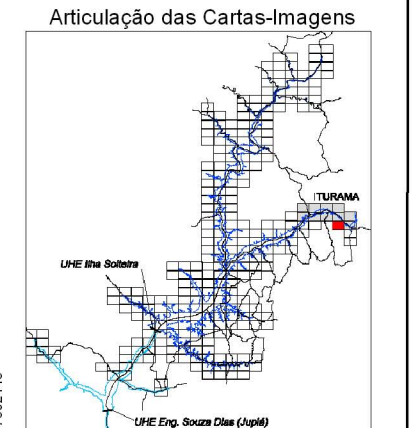 Articulação das Cartas-Imagens
ITURAMA
UHE Ilha Solteira
UHE Eng. Souza Dias (Jupiá)